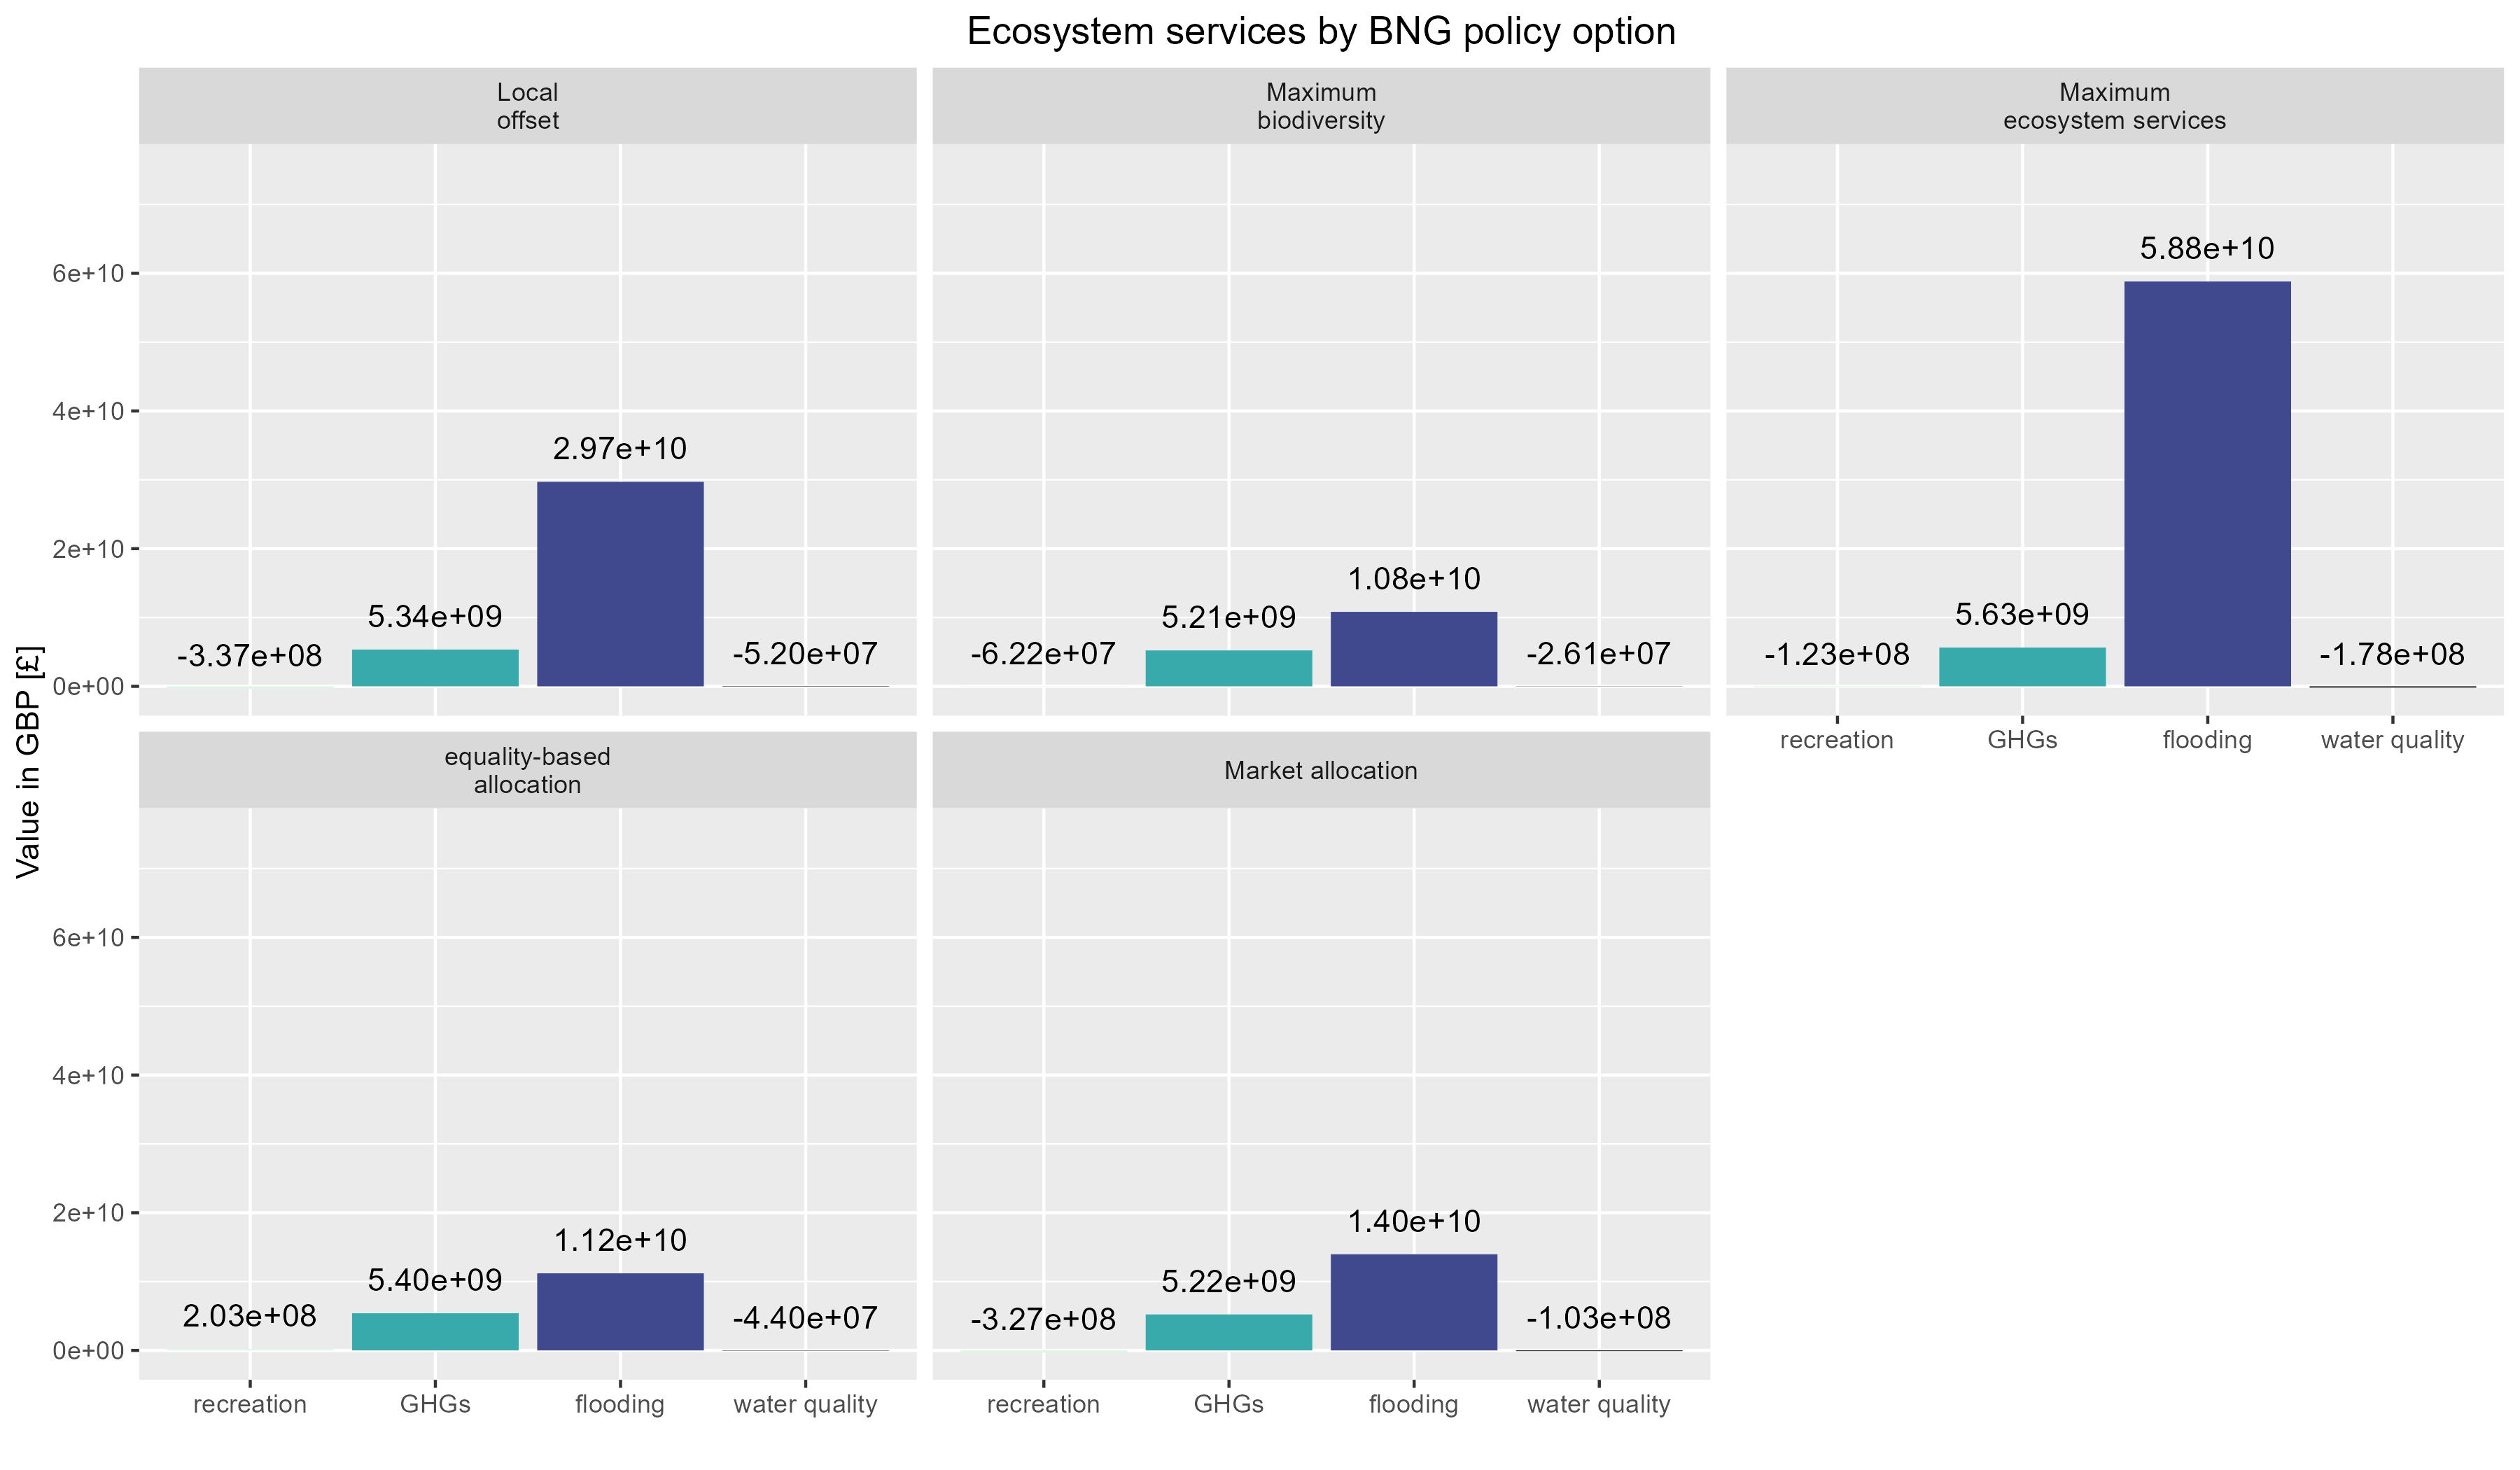 Ecosystem services by BNG policy option
Value in GBP [£]
Local
offset
6e+10
4e+10
2e+10
0e+00
-3.37e+08
5.34e+09
2.97e+10
-5.20e+07
Maximum
biodiversity
-6.22e+07
5.21e+09
1.08e+10
-2.61e+07
Maximum
ecosystem services
-1.23e+08
5.63e+09
5.88e+10
-1.78e+08
recreation GHGs flooding water quality
equality-based
allocation
6e+10
4e+10
2e+10
0e+00
2.03e+08
5.40e+09
1.12e+10
-4.40e+07
recreation GHGs flooding water quality
Market allocation
-3.27e+08
5.22e+09
1.40e+10
-1.03e+08
recreation GHGs flooding water quality